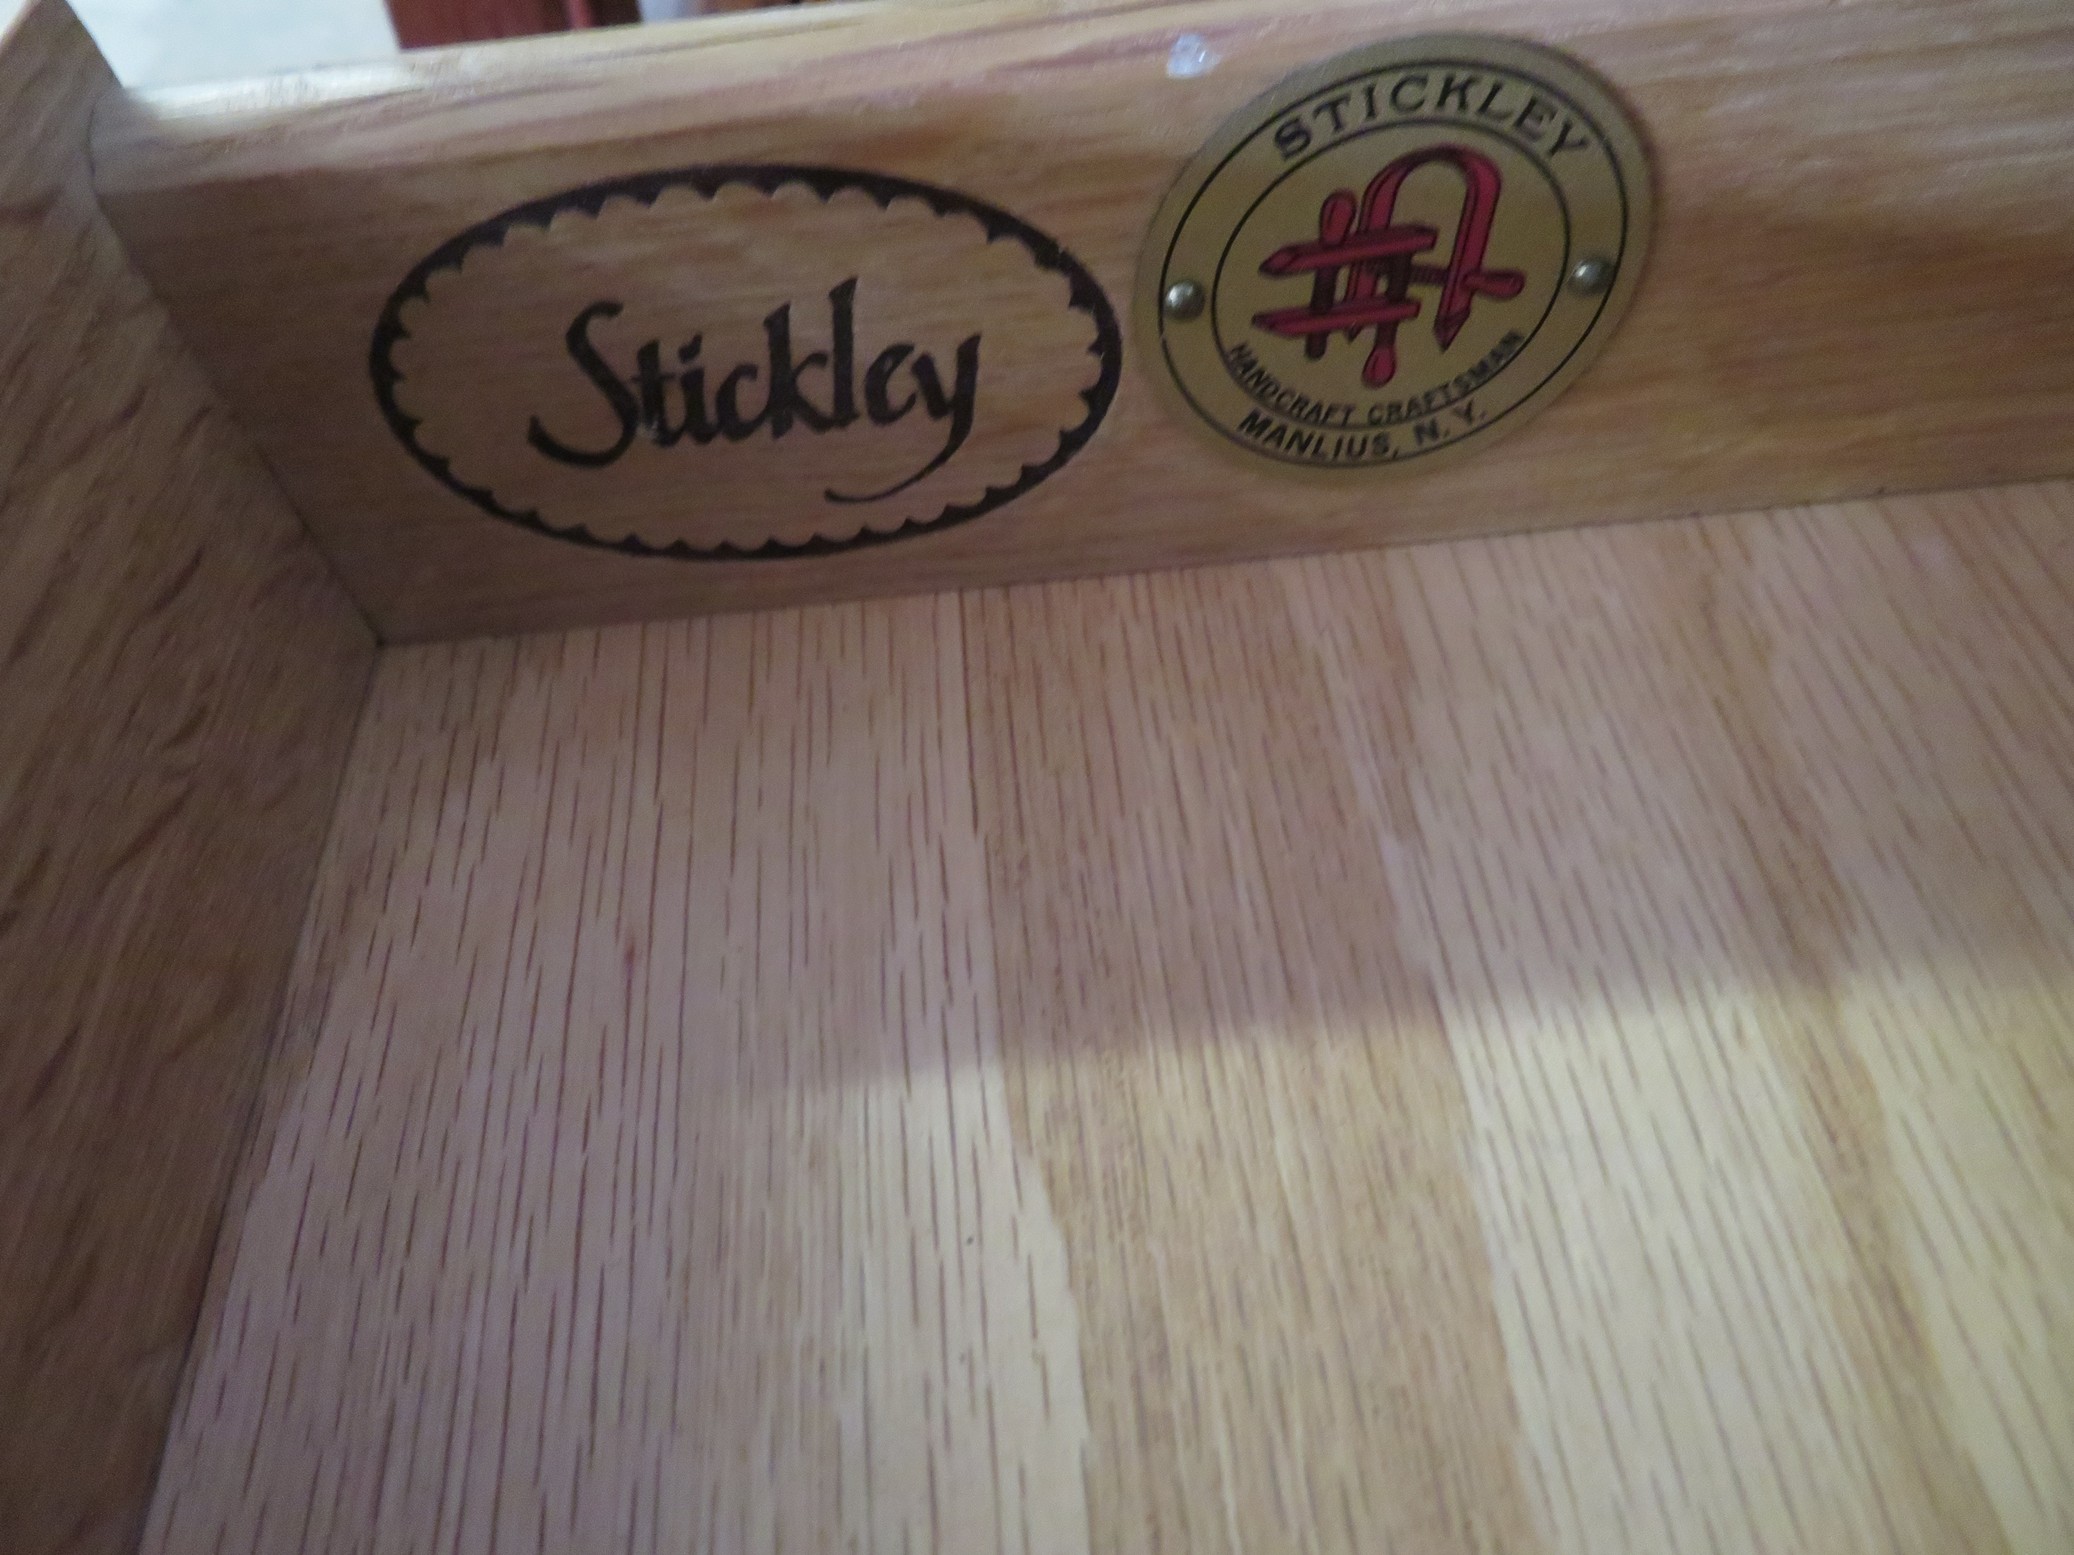 Stickley
STICKLEY
HANDCRAFT CRAFTSMAN
MANLIUS, N.Y.